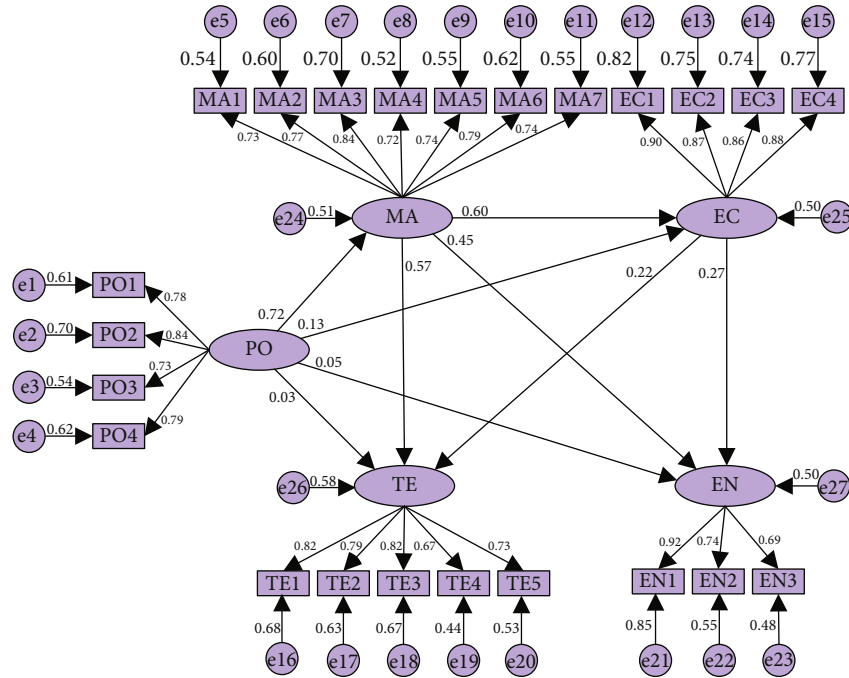 e5 e6 e7 e8 e9 e10 e11 e12 e13 e14 e15
0.54 0.60 0.70 0.52 0.55 0.62 0.55 0.82 0.75 0.74 0.77
MA1 MA2 MA3 MA4 MA5 MA6 MA7 EC1 EC2 EC3 EC4
0.73 0.77 0.84 0.72 0.74 0.79 0.74 0.90 0.87 0.86 0.88
e24 0.51 MA 0.60 EC 0.50 e25
0.45
0.57 0.22 0.27
e1 0.61 PO1 0.78
e2 0.70 PO2 0.84
e3 0.54 PO3 0.73
e4 0.62 PO4 0.79
PO 0.72 0.13
0.05
0.03
e26 0.58 TE EN 0.50 e27
0.82 0.79 0.82 0.67 0.73 0.92 0.74 0.69
TE1 TE2 TE3 TE4 TE5 EN1 EN2 EN3
0.68 0.63 0.67 0.44 0.53 0.85 0.55 0.48
e16 e17 e18 e19 e20 e21 e22 e23